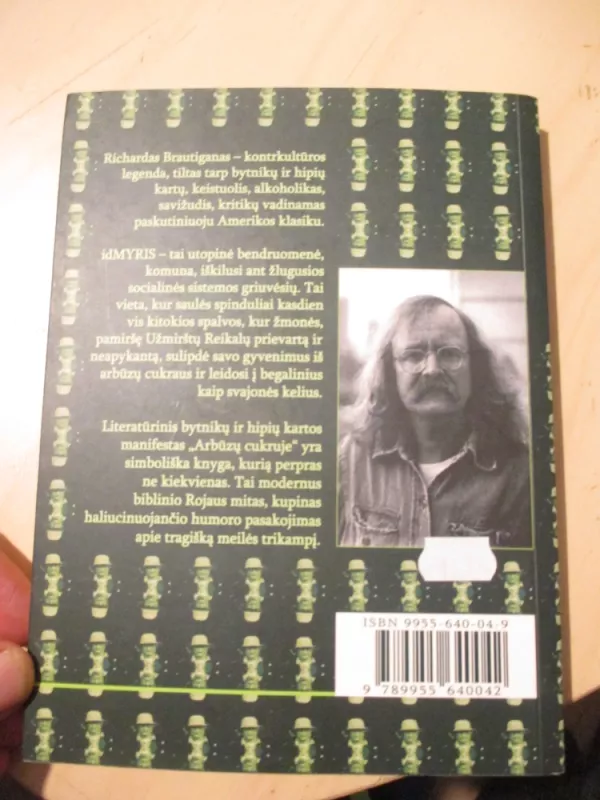 Richardas Brautiganas – kontrkultūros
legenda, tiltas tarp bytnikų ir hipių
kartų, keistuolis, alkoholikas,
savižudis, kritikų vadinamas
paskutiniuoju Amerikos klasiku.
idMYRIS – tai utopinė bendruomenė,
komuna, iškilusi ant žlugusios
socialinės sistemos griuvėsių. Tai
vieta, kur saulės spinduliai kasdien
vis kitokios spalvos, kur žmonės,
pamiršę Užmirštų Reikalų prievartą ir
neapykantą, sulipdė savo gyvenimus iš
arbūzų cukraus ir leidosi į begalinius
kaip svajonės kelius.
Literatūrinis bytnikų ir hipių kartos
manifestas „Arbūzų cukruje“ yra
simboliška knyga, kurią perpras
ne kiekvienas. Tai modernus
biblinio Rojaus mitas, kupinas
haliucinuojančio humoro pasakojimas
apie tragišką meilės trikampį.
ISBN 9955-640-04-9
9 789955 640042